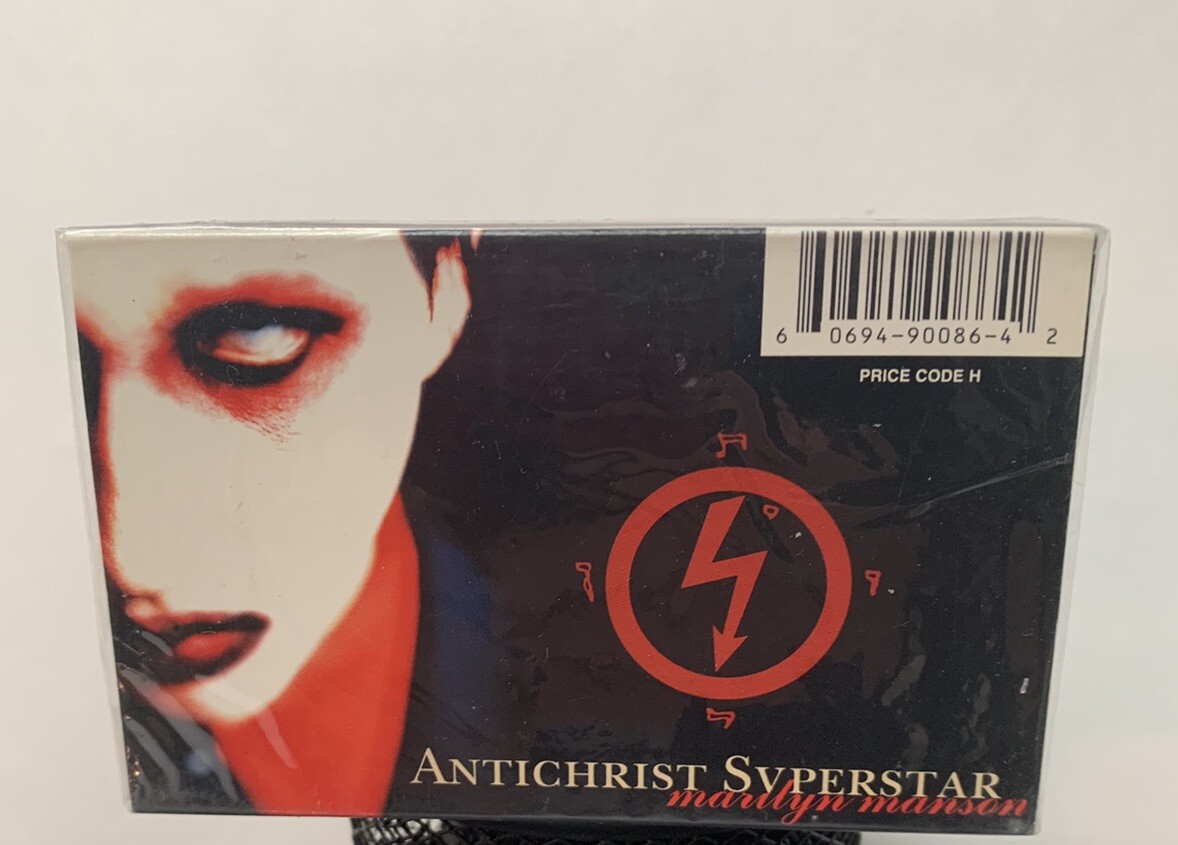 6 0694-90086-4 2
PRICE CODE H
ANTICHRIST SVPERSTAR
marilyn manson